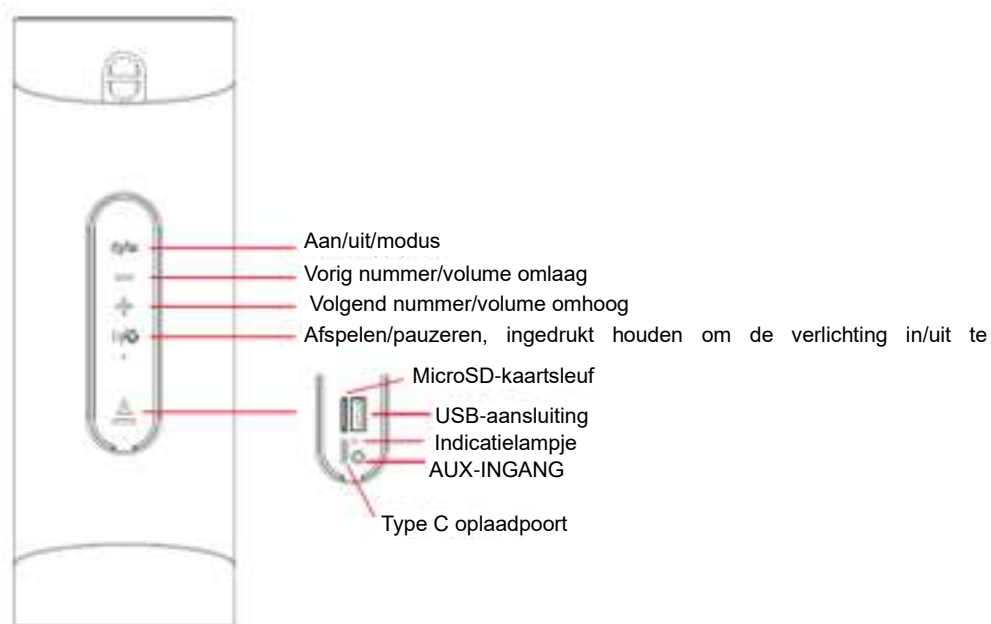 Aan/uit/modus
Vorig nummer/volume omlaag
Volgend nummer/volume omhoog
Afspelen/pauzeren, ingedrukt houden om de verlichting in/uit te
MicroSD-kaartsleuf
USB-aansluiting
Indicatielampje
AUX-INGANG
Type C oplaadpoort